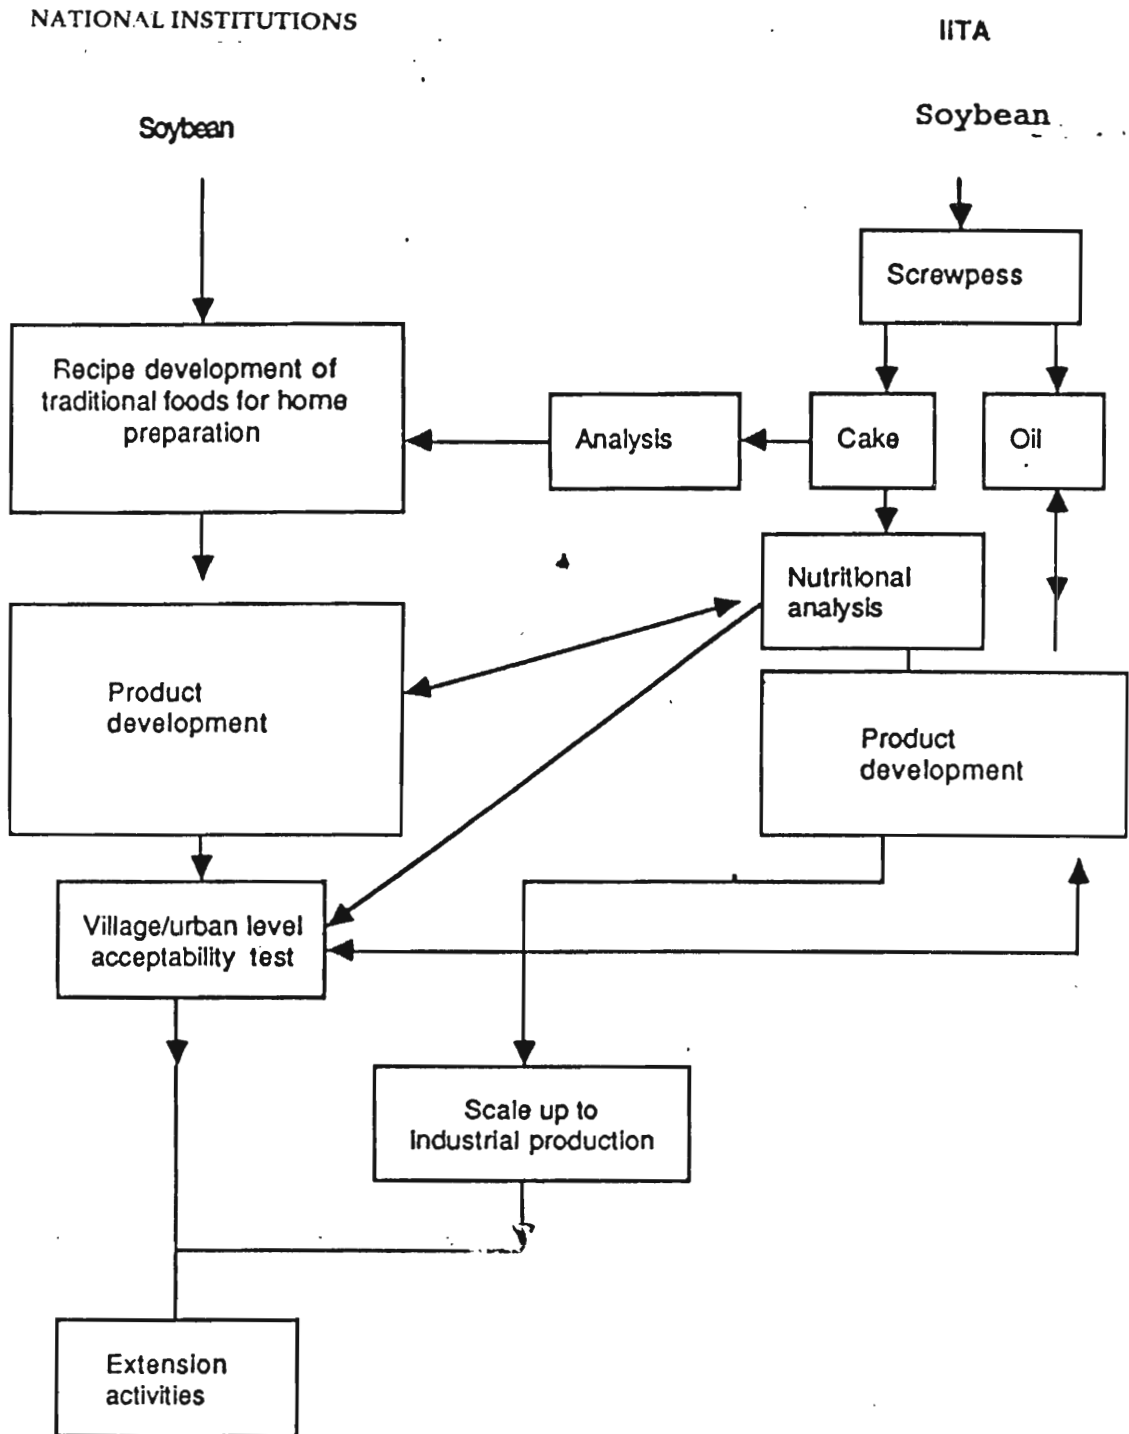 NATIONAL INSTITUTIONS
IITA
Soybean
Soybean
Screwpess
Recipe development of
traditional foods for home
preparation
Analysis
Cake
Oil
Nutritional
analysis
Product
development
Product
development
Village/urban level
acceptability test
Scale up to
industrial production
Extension
activities